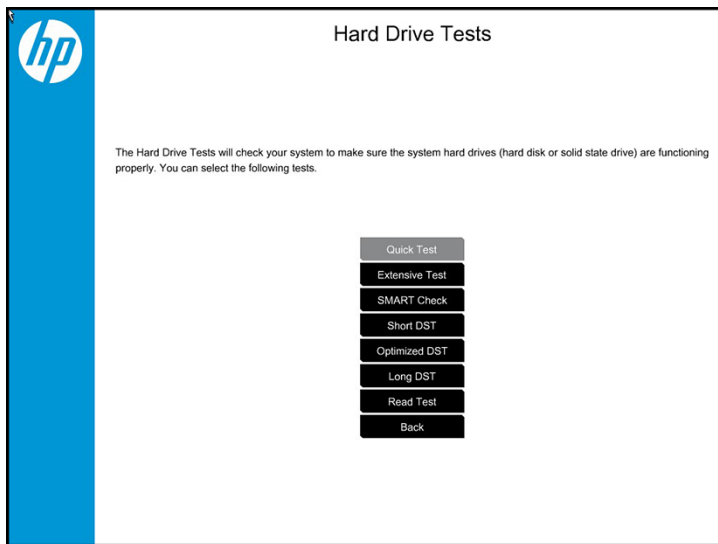 hp
Hard Drive Tests
The Hard Drive Tests will check your system to make sure the system hard drives (hard disk or solid state drive) are functioning
properly. You can select the following tests.
Quick Test
Extensive Test
SMART Check
Short DST
Optimized DST
Long DST
Read Test
Back